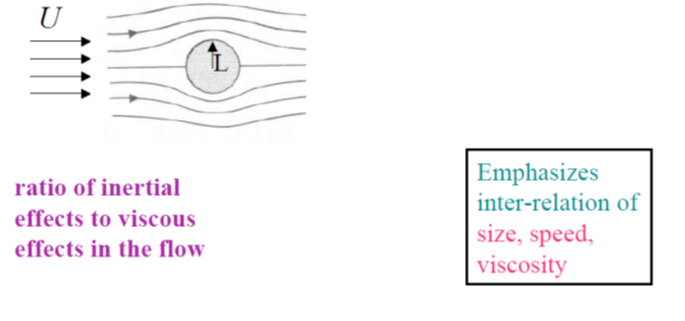 U
L
ratio of inertial
effects to viscous
effects in the flow
Emphasizes
inter-relation of
size, speed,
viscosity